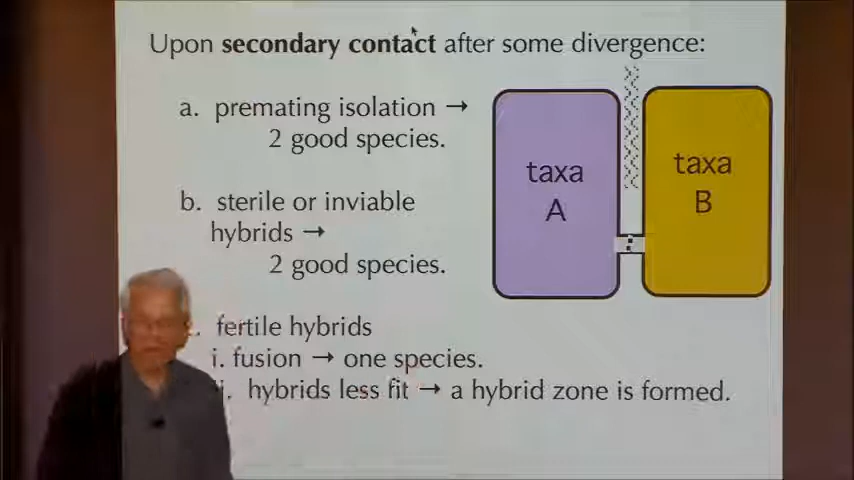 Upon secondary contact after some divergence:
a. premating isolation →
2 good species.
b. sterile or inviable
hybrids →
2 good species.
. fertile hybrids
i. fusion → one species.
i. hybrids less fit → a hybrid zone is formed.
taxa
A
taxa
B